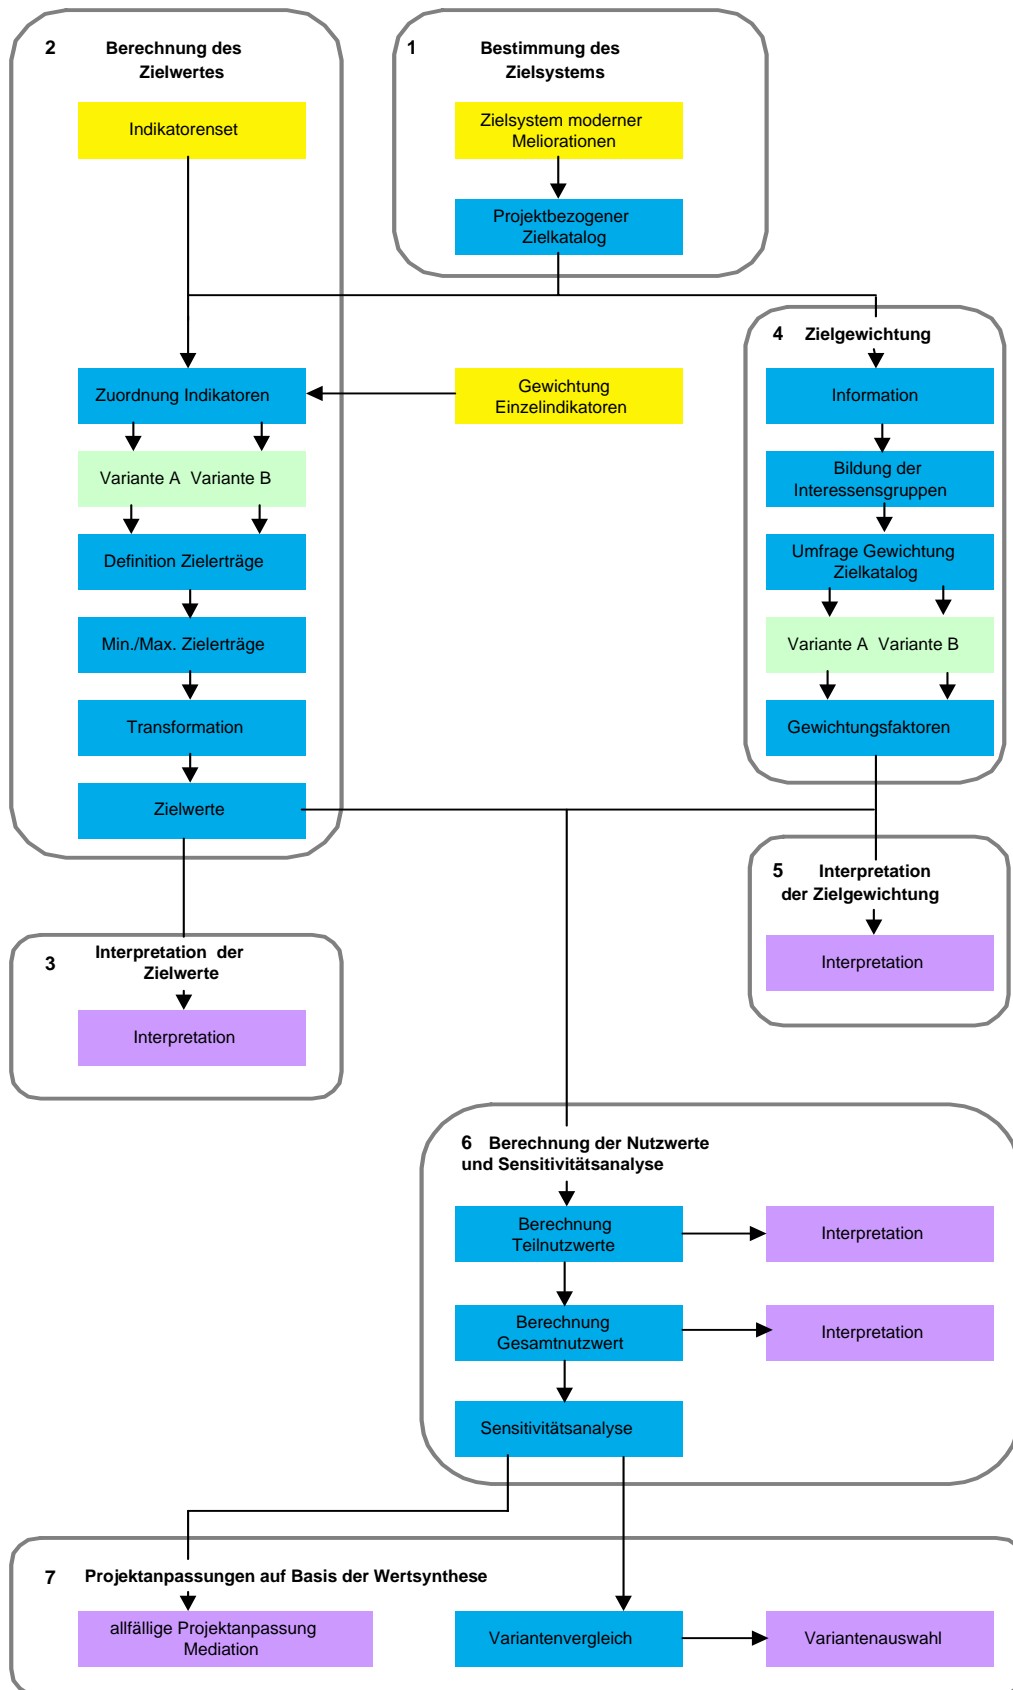 1 Bestimmung des
Zielsystems
Zielsystem moderner
Meliorationen
Projektbezogener
Zielkatalog
2 Berechnung des
Zielwertes
Indikatorenset
Zuordnung Indikatoren
Gewichtung
Einzelindikatoren
Variante A Variante B
Definition Zielerträge
Min./Max. Zielerträge
Transformation
Zielwerte
3 Interpretation der
Zielwerte
Interpretation
4 Zielgewichtung
Information
Bildung der
Interessensgruppen
Umfrage Gewichtung
Zielkatalog
Variante A Variante B
Gewichtungsfaktoren
5 Interpretation
der Zielgewichtung
Interpretation
6 Berechnung der Nutzwerte
und Sensitivitätsanalyse
Berechnung
Teilnutzwerte
Interpretation
Berechnung
Gesamtnutzwert
Interpretation
Sensitivitätsanalyse
7 Projektanpassungen auf Basis der Wertsynthese
allfällige Projektanpassung
Mediation
Variantenvergleich
Variantenauswahl